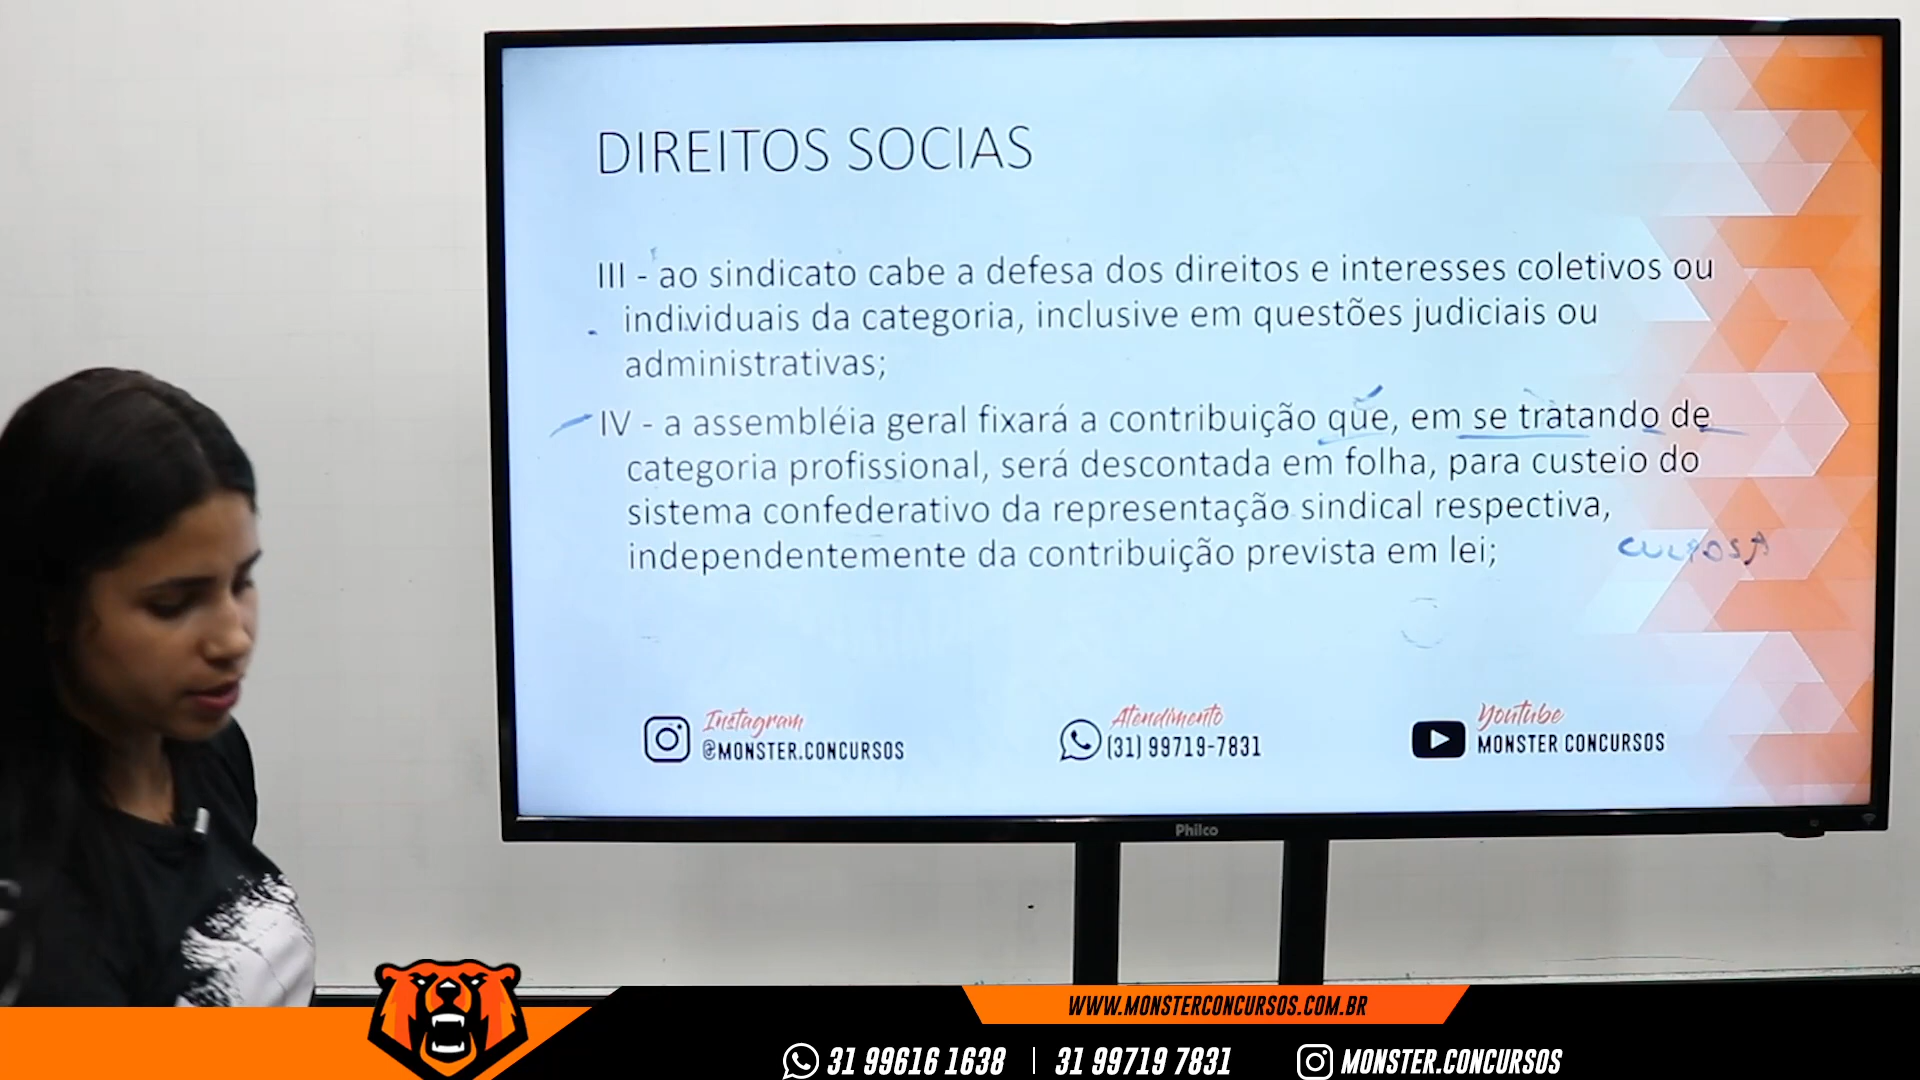 DIREITOS SOCIAS
III - ao sindicato cabe a defesa dos direitos e interesses coletivos ou
individuais da categoria, inclusive em questões judiciais ou
administrativas;
IV - a assembléia geral fixará a contribuição que, em se tratando de
categoria profissional, será descontada em folha, para custeio do
sistema confederativo da representação sindical respectiva,
independentemente da contribuição prevista em lei;
CULPOSA
Instagram
@MONSTER.CONCURSOS
Atendimento
(31) 99719-7831
Youtube
MONSTER CONCURSOS
Philco
WWW.MONSTERCONCURSOS.COM.BR
31 99616 1638 | 31 99719 7831 MONSTER.CONCURSOS